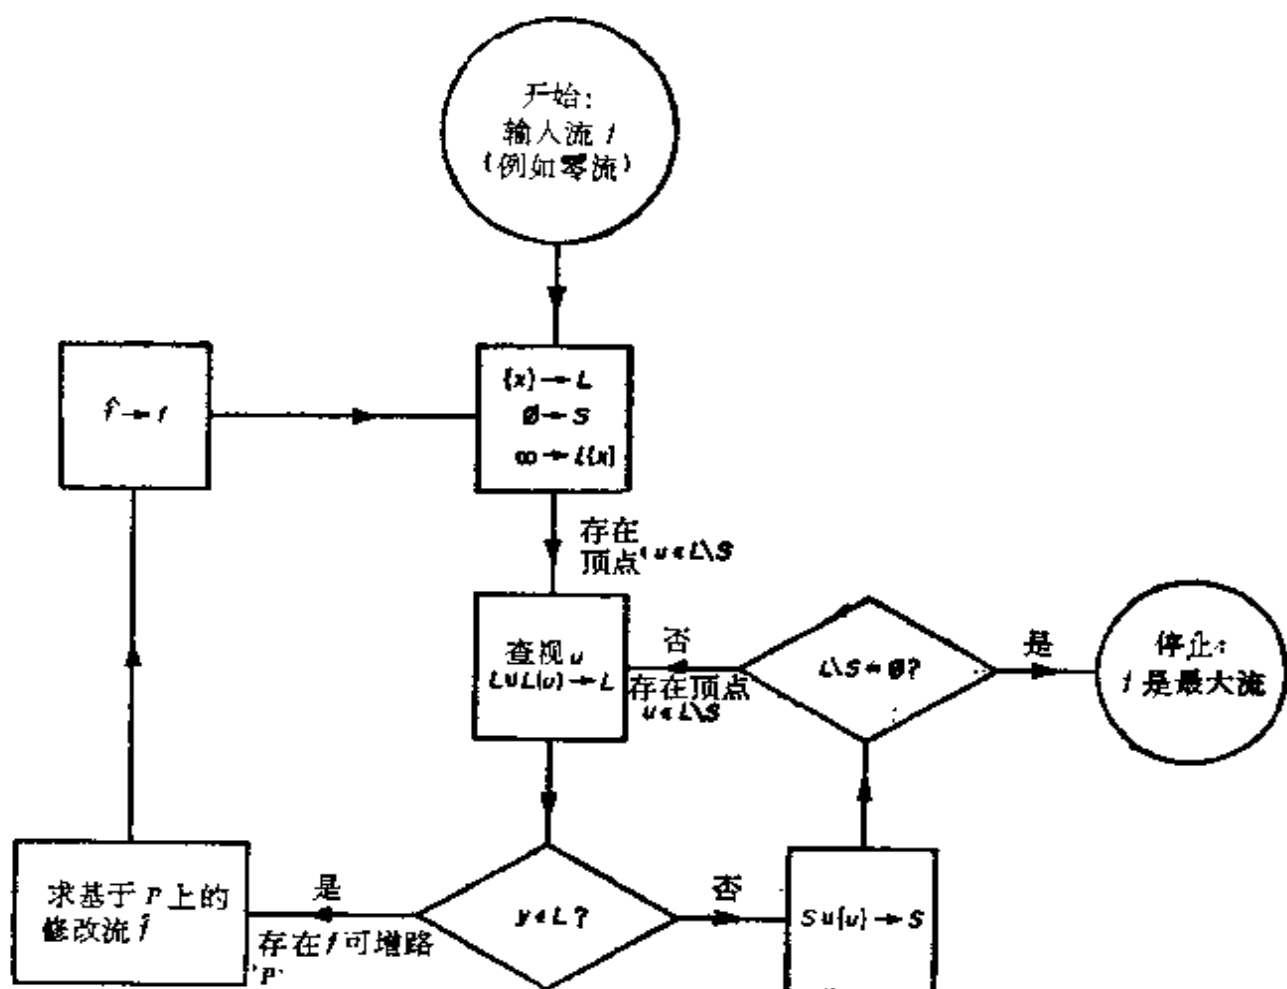 开始:
输入流 f
(例如零流)
{x}→L
∅→S
∞→l(x)
f̂→f
存在
顶点 u∈L\S
查视 u
L∪L(u)→L
否
存在顶点
u∈L\S
L\S=∅?
是
停止:
f 是最大流
求基于 P 上的
修改流 f̂
是
存在 f 可增路
P
y∈L?
否
S∪{u}→S